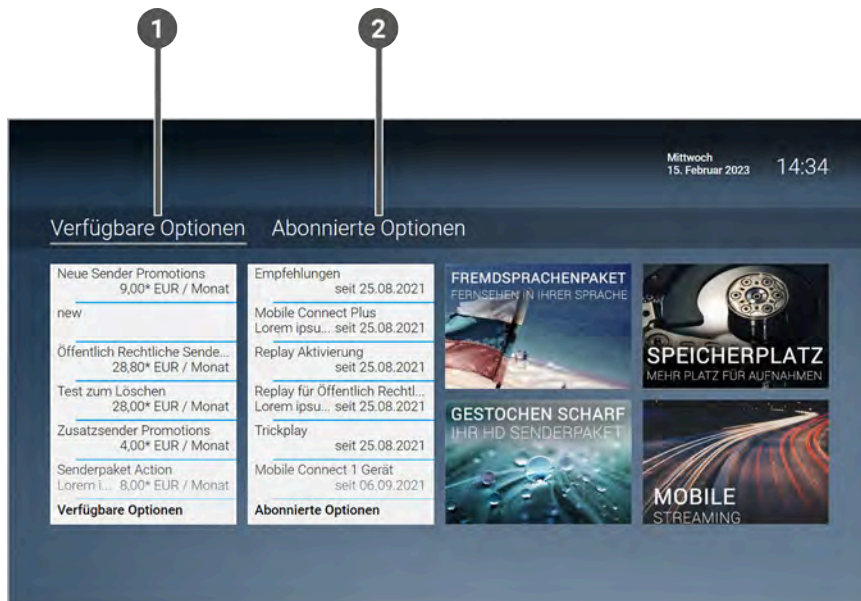 1
2
Mittwoch
15. Februar 2023
14:34
Verfügbare Optionen
Abonnierte Optionen
Neue Sender Promotions
9,00* EUR / Monat
new
Öffentlich Rechtliche Sende...
28,80* EUR / Monat
Test zum Löschen
28,00* EUR / Monat
Zusatzsender Promotions
4,00* EUR / Monat
Senderpaket Action
Lorem i... 8,00* EUR / Monat
Verfügbare Optionen
Empfehlungen
seit 25.08.2021
Mobile Connect Plus
Lorem ipsu... seit 25.08.2021
Replay Aktivierung
seit 25.08.2021
Replay für Öffentlich Rechtl...
Lorem ipsu... seit 25.08.2021
Trickplay
seit 25.08.2021
Mobile Connect 1 Gerät
seit 06.09.2021
Abonnierte Optionen
FREMDSPRACHENPAKET
FERNSEHEN IN IHRER SPRACHE
SPEICHERPLATZ
MEHR PLATZ FÜR AUFNAHMEN
GESTOCHEN SCHARF
IHR HD SENDERPAKET
MOBILE
STREAMING